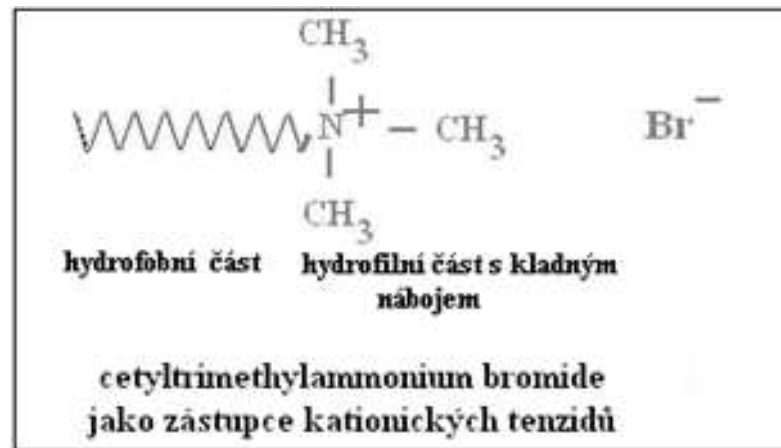 CH3
N+ – CH3 Br–
CH3
hydrofobní část hydrofilní část s kladným
nábojem
cetyltrimethylammonium bromide
jako zástupce kationických tenzidů